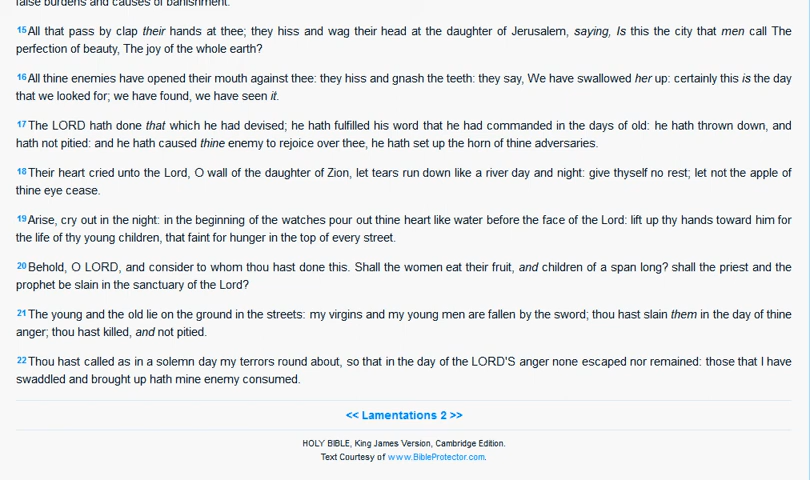 false burdens and causes of banishment.
15All that pass by clap their hands at thee; they hiss and wag their head at the daughter of Jerusalem, saying, Is this the city that men call The
perfection of beauty, The joy of the whole earth?
16All thine enemies have opened their mouth against thee: they hiss and gnash the teeth: they say, We have swallowed her up: certainly this is the day
that we looked for; we have found, we have seen it.
17The LORD hath done that which he had devised; he hath fulfilled his word that he had commanded in the days of old: he hath thrown down, and
hath not pitied: and he hath caused thine enemy to rejoice over thee, he hath set up the horn of thine adversaries.
18Their heart cried unto the Lord, O wall of the daughter of Zion, let tears run down like a river day and night: give thyself no rest; let not the apple of
thine eye cease.
19Arise, cry out in the night: in the beginning of the watches pour out thine heart like water before the face of the Lord: lift up thy hands toward him for
the life of thy young children, that faint for hunger in the top of every street.
20Behold, O LORD, and consider to whom thou hast done this. Shall the women eat their fruit, and children of a span long? shall the priest and the
prophet be slain in the sanctuary of the Lord?
21The young and the old lie on the ground in the streets: my virgins and my young men are fallen by the sword; thou hast slain them in the day of thine
anger; thou hast killed, and not pitied.
22Thou hast called as in a solemn day my terrors round about, so that in the day of the LORD'S anger none escaped nor remained: those that I have
swaddled and brought up hath mine enemy consumed.
<< Lamentations 2 >>
HOLY BIBLE, King James Version, Cambridge Edition.
Text Courtesy of www.BibleProtector.com.